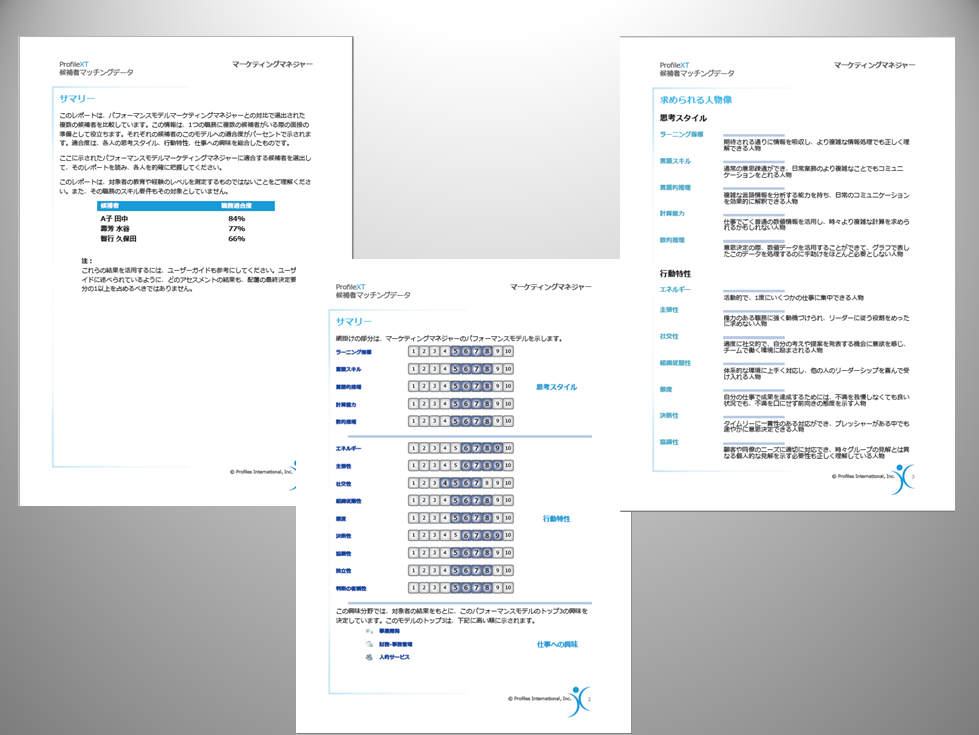 ProfileXT
候補者マッチングデータ
マーケティングマネジャー
サマリー
このレポートは、パフォーマンスモデルマーケティングマネジャーとの対比で選出された
複数の候補者を比較しています。この情報は、1つの職務に複数の候補者がいる際の面接の
準備として役立ちます。それぞれの候補者のこのモデルへの適合度がパーセントで示されま
す。適合度は、各人の思考スタイル、行動特性、仕事への興味を総合したものです。
ここに示されたパフォーマンスモデルマーケティングマネジャーに適合する候補者を選出し
て、そのレポートを読み、各人を的確に把握してください。
このレポートは、対象者の教育や経験のレベルを測定するものではないことをご理解くださ
い。また、その職務のスキル要件もその対象としていません。
候補者 職務適合度
A子 田中 84%
壽芳 水谷 77%
智行 久保田 66%
注：
これらの結果を活用するには、ユーザーガイドも参考にしてください。ユーザ
イドに述べられているように、どのアセスメントの結果も、配置の最終決定要
分の1以上を占めるべきではありません。
© Profiles International, Inc.
ProfileXT
候補者マッチングデータ
マーケティングマネジャー
サマリー
網掛けの部分は、マーケティングマネジャーのパフォーマンスモデルを示します。
ラーニング指標 1 2 3 4 5 6 7 8 9 10
言語スキル 1 2 3 4 5 6 7 8 9 10
言語的推理 1 2 3 4 5 6 7 8 9 10
思考スタイル
計算能力 1 2 3 4 5 6 7 8 9 10
数的推理 1 2 3 4 5 6 7 8 9 10
エネルギー 1 2 3 4 5 6 7 8 9 10
主張性 1 2 3 4 5 6 7 8 9 10
社交性 1 2 3 4 5 6 7 8 9 10
組織従順性 1 2 3 4 5 6 7 8 9 10
態度 1 2 3 4 5 6 7 8 9 10
行動特性
決断性 1 2 3 4 5 6 7 8 9 10
協調性 1 2 3 4 5 6 7 8 9 10
独立性 1 2 3 4 5 6 7 8 9 10
判断の客観性 1 2 3 4 5 6 7 8 9 10
この興味分野では、対象者の結果をもとに、このパフォーマンスモデルのトップ3の興味を
決定しています。このモデルのトップ3は、下記に高い順に示されます。
事業開発
財務・事務管理
仕事への興味
人的サービス
© Profiles International, Inc.
2
ProfileXT
候補者マッチングデータ
マーケティングマネジャー
求められる人物像
思考スタイル
ラーニング指標
期待される通りに情報を吸収し、より複雑な情報処理でも正しく理
解できる人物
言語スキル
通常の意思疎通ができ、日常業務のより複雑なことでもコミュニ
ケーションをとれる人物
言語的推理
複雑な言語情報を分析する能力を持ち、日常のコミュニケーション
を効果的に解釈できる人物
計算能力
仕事でごく普通の数値情報を活用し、時々より複雑な計算を求めら
れるかもしれない人物
数的推理
意思決定の際、数値データを活用することができて、グラフで表し
たこのデータを処理するのに手助けをほとんど必要としない人物
行動特性
エネルギー
活動的で、1度にいくつかの仕事に集中できる人物
主張性
権力のある職務に強く動機づけられ、リーダーに従う役割をめった
に求めない人物
社交性
適度に社交的で、自分の考えや提案を発表する機会に意欲を感じ、
チームで働く環境に励まされる人物
組織従順性
体系的な環境に上手く対応し、他の人のリーダーシップを喜んで受
け入れる人物
態度
自分の仕事で成果を達成するためには、不満を我慢しなくても良い
状況でも、不満を口にせず前向きの態度を示す人物
決断性
タイムリーに一貫性のある対応ができ、プレッシャーがある中でも
速やかに意思決定できる人物
協調性
顧客や同僚のニーズに適切に対応でき、時々グループの見解とは異
なる個人的な見解を示す必要性も正しく理解している人物
© Profiles International, Inc.
3